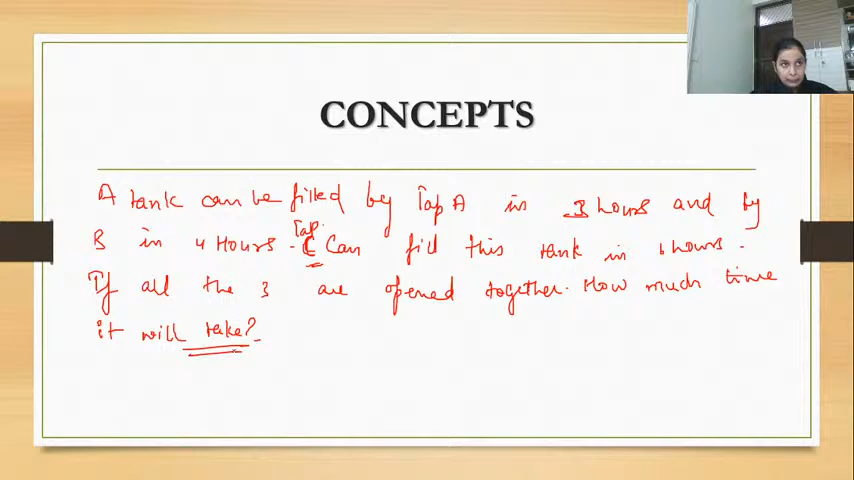 CONCEPTS
A tank can be filled by Tap A in 3 hours and by
B in 4 Hours. Tap C Can fill this tank in 6 hours.
If all the 3 are opened together. How much time
it will take?